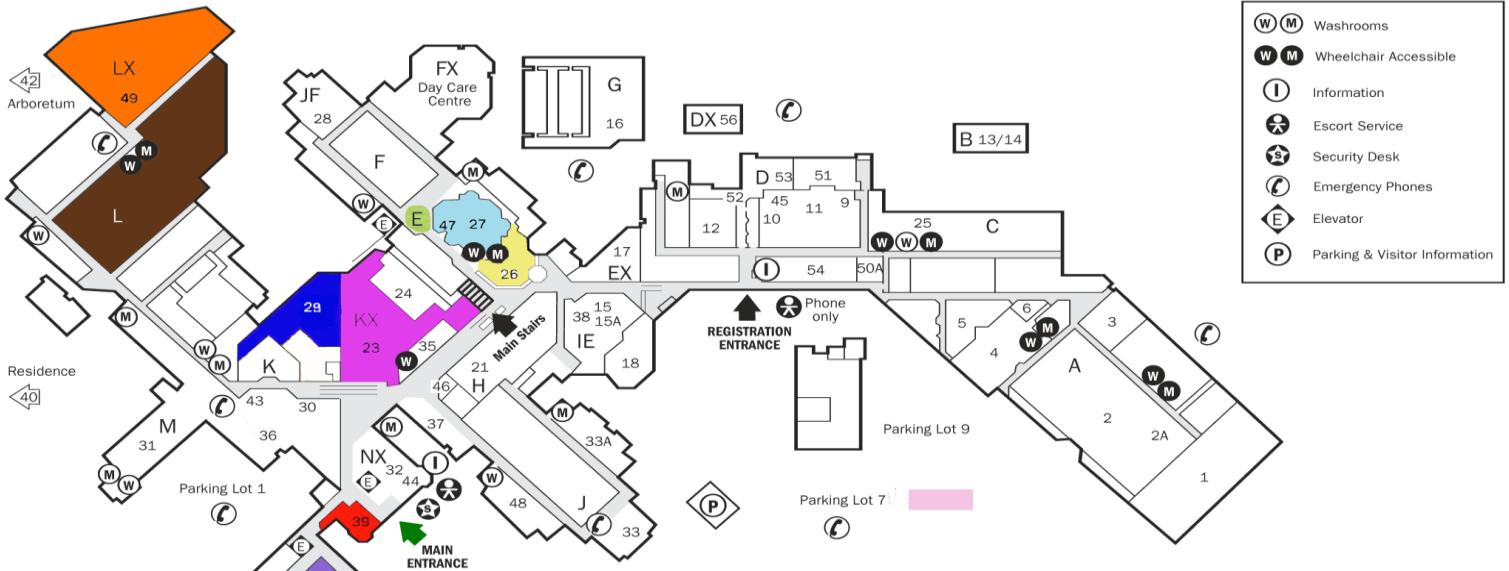 LX
49
42
Arboretum
W M
L
W
M
W M
Residence
40
JF
28
FX
Day Care
Centre
F
W
E
E
M
47 27
W M
26
G
16
DX 56
B 13/14
M
52
12
D 53
51
45
10
11
9
17
EX
I
54
50A
25
C
W W M
REGISTRATION
ENTRANCE
Phone
only
24
29
KX
23
35
W
K
Main Stairs
15
38
15A
IE
18
21
H
46
5
6
4
W M
3
A
2
2A
W M
1
43
30
36
M
31
M W
Parking Lot 1
37
M
NX
32
44
E
I
S
39
E
MAIN
ENTRANCE
M
33A
W
48
J
33
P
Parking Lot 9
Parking Lot 7
W M Washrooms
W M Wheelchair Accessible
I Information
Escort Service
S Security Desk
Emergency Phones
E Elevator
P Parking & Visitor Information